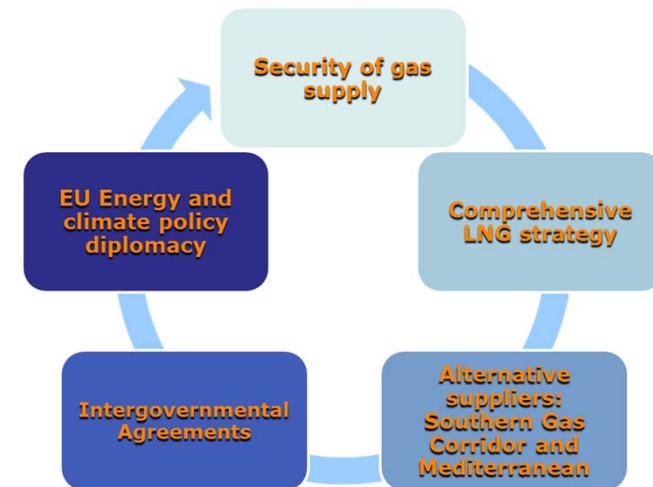 Security of gas
supply
Comprehensive
LNG strategy
Alternative
suppliers:
Southern Gas
Corridor and
Mediterranean
Intergovernmental
Agreements
EU Energy and
climate policy
diplomacy